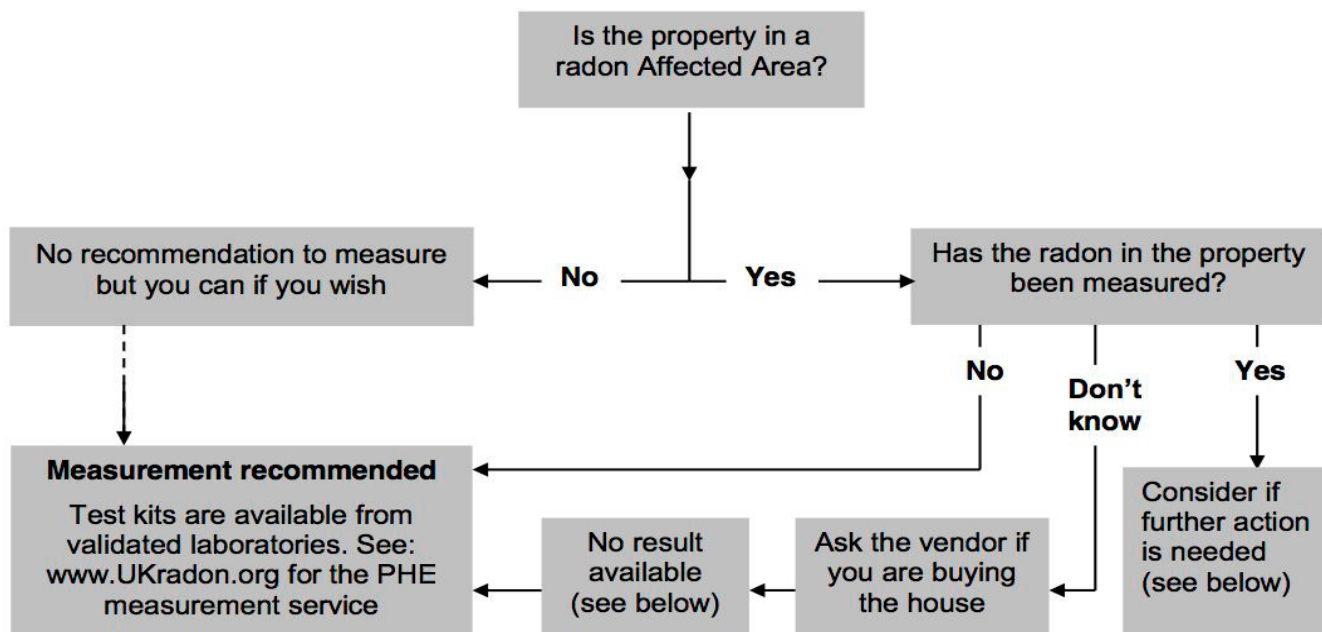 Is the property in a
radon Affected Area?
No recommendation to measure
but you can if you wish
No
Yes
Has the radon in the property
been measured?
No
Don't
know
Yes
Measurement recommended
Test kits are available from
validated laboratories. See:
www.UKradon.org for the PHE
measurement service
No result
available
(see below)
Ask the vendor if
you are buying
the house
Consider if
further action
is needed
(see below)